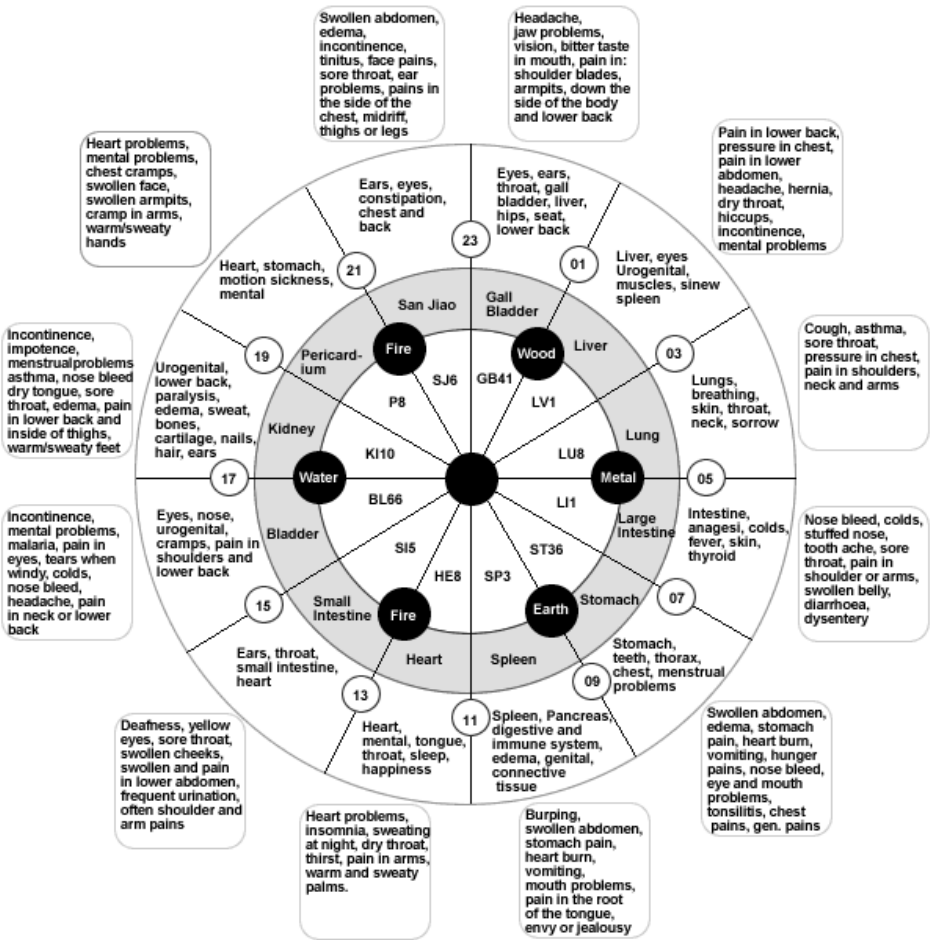 Swollen abdomen,
edema,
incontinence,
tinitus, face pains,
sore throat, ear
problems, pains in
the side of the
chest, midriff,
thighs or legs
Headache,
jaw problems,
vision, bitter taste
in mouth, pain in:
shoulder blades,
armpits, down the
side of the body
and lower back
Pain in lower back,
pressure in chest,
pain in lower
abdomen,
headache, hernia,
dry throat,
hiccups,
incontinence,
mental problems
Cough, asthma,
sore throat,
pressure in chest,
pain in shoulders,
neck and arms
Nose bleed, colds,
stuffed nose,
tooth ache, sore
throat, pain in
shoulder or arms,
swollen belly,
diarrhoea,
dysentery
Swollen abdomen,
edema, stomach
pain, heart burn,
vomiting, hunger
pains, nose bleed,
eye and mouth
problems,
tonsilitis, chest
pains, gen. pains
Burping,
swollen abdomen,
stomach pain,
heart burn,
vomiting,
mouth problems,
pain in the root
of the tongue,
envy or jealousy
Heart problems,
insomnia, sweating
at night, dry throat,
thirst, pain in arms,
warm and sweaty
palms.
Deafness, yellow
eyes, sore throat,
swollen cheeks,
swollen and pain
in lower abdomen,
frequent urination,
often shoulder and
arm pains
Incontinence,
mental problems,
malaria, pain in
eyes, tears when
windy, colds,
nose bleed,
headache, pain
in neck or lower
back
Incontinence,
impotence,
menstrualproblems
asthma, nose bleed
dry tongue, sore
throat, edema, pain
in lower back and
inside of thighs,
warm/sweaty feet
Heart problems,
mental problems,
chest cramps,
swollen face,
swollen armpits,
cramp in arms,
warm/sweaty
hands
Ears, eyes,
constipation,
chest and
back
Eyes, ears,
throat, gall
bladder, liver,
hips, seat,
lower back
Liver, eyes
Urogenital,
muscles, sinew
spleen
Lungs,
breathing,
skin, throat,
neck, sorrow
Intestine,
anagesi, colds,
fever, skin,
thyroid
Stomach,
teeth, thorax,
chest, menstrual
problems
Spleen, Pancreas,
digestive and
immune system,
edema, genital,
connective
tissue
Heart,
mental, tongue,
throat, sleep,
happiness
Ears, throat,
small intestine,
heart
Eyes, nose,
urogenital,
cramps, pain in
shoulders and
lower back
Urogenital,
lower back,
paralysis,
edema, sweat,
bones,
cartilage, nails,
hair, ears
Heart, stomach,
motion sickness,
mental
23
01
03
05
07
09
11
13
15
17
19
21
San Jiao
Gall
Bladder
Liver
Lung
Large
Intestine
Stomach
Spleen
Heart
Small
Intestine
Bladder
Kidney
Pericard-
ium
Fire
Wood
Metal
Earth
Fire
Water
SJ6
GB41
LV1
LU8
LI1
ST36
SP3
HE8
SI5
BL66
KI10
P8